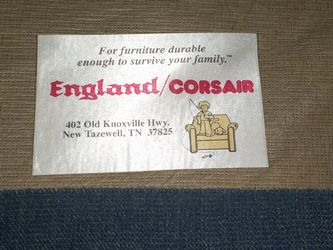 For furniture durable
enough to survive your family.™
England/CORSAIR
402 Old Knoxville Hwy.
New Tazewell, TN 37825